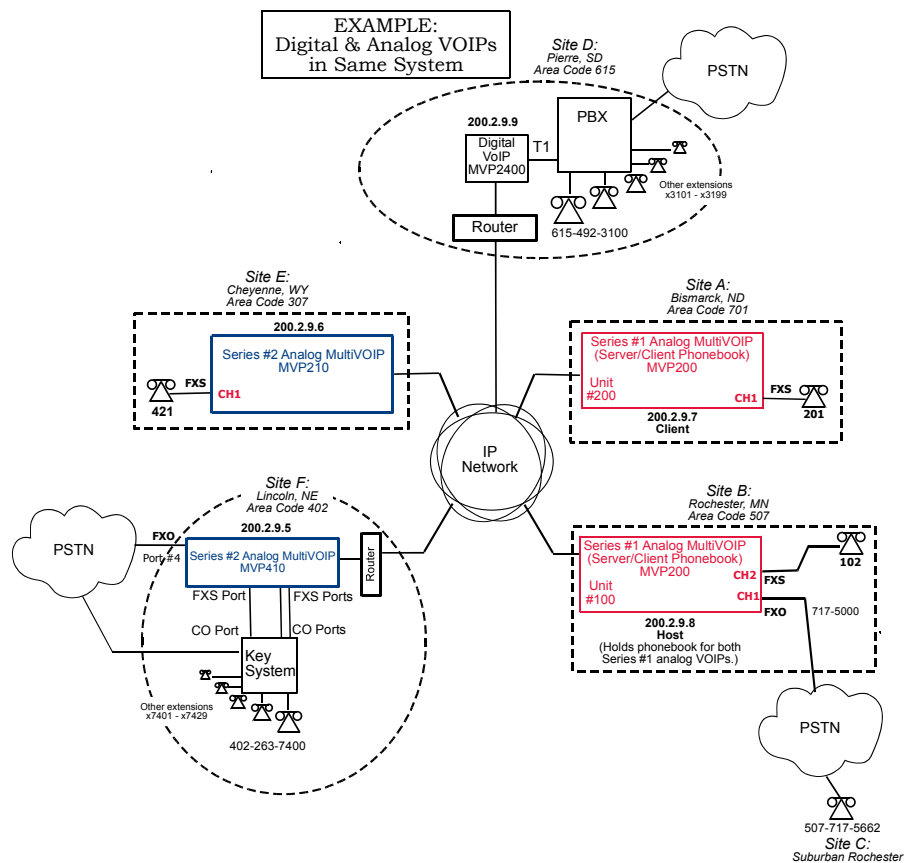 EXAMPLE:
Digital & Analog VOIPs
in Same System
Site D:
Pierre, SD
Area Code 615
PSTN
PBX
200.2.9.9
Digital
VoIP
MVP2400
T1
Other extensions
x3101 - x3199
Router
615-492-3100
Site E:
Cheyenne, WY
Area Code 307
200.2.9.6
Series #2 Analog MultiVOIP
MVP210
FXS
CH1
421
Site A:
Bismarck, ND
Area Code 701
Series #1 Analog MultiVOIP
(Server/Client Phonebook)
MVP200
Unit
#200
CH1
FXS
201
200.2.9.7
Client
IP
Network
Site F:
Lincoln, NE
Area Code 402
200.2.9.5
PSTN
FXO
Port #4
Series #2 Analog MultiVOIP
MVP410
Router
FXS Port
FXS Ports
CO Port
CO Ports
Key
System
Other extensions
x7401 - x7429
402-263-7400
Site B:
Rochester, MN
Area Code 507
Series #1 Analog MultiVOIP
(Server/Client Phonebook)
MVP200
Unit
#100
CH2
FXS
102
CH1
FXO
717-5000
200.2.9.8
Host
(Holds phonebook for both
Series #1 analog VOIPs.)
PSTN
507-717-5662
Site C:
Suburban Rochester